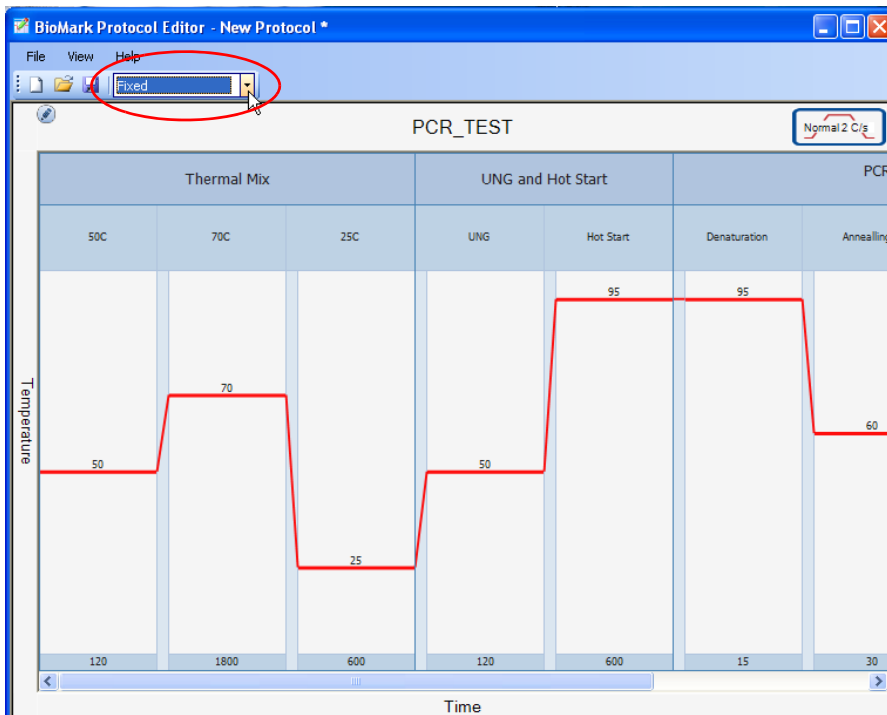 BioMark Protocol Editor - New Protocol *
File View Help
Fixed
PCR_TEST
Normal 2 C/s
Thermal Mix UNG and Hot Start PCR
50C 70C 25C UNG Hot Start Denaturation Annealling
95 95
70
60
50 50
25
Temperature
120 1800 600 120 600 15 30
Time